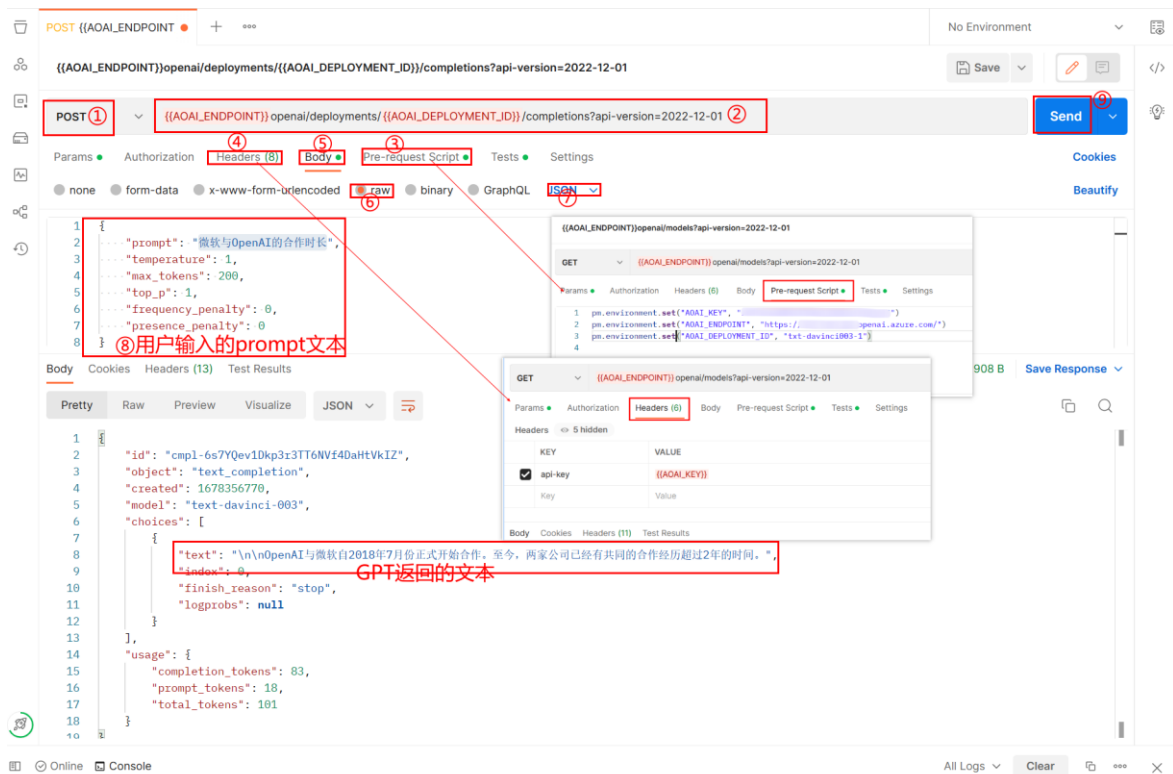 POST {{AOAI_ENDPOINT
No Environment
{{AOAI_ENDPOINT}}openai/deployments/{{AOAI_DEPLOYMENT_ID}}/completions?api-version=2022-12-01
Save
POST ①
{{AOAI_ENDPOINT}} openai/deployments/ {{AOAI_DEPLOYMENT_ID}} /completions?api-version=2022-12-01 ②
Send ⑨
④ ⑤ ③
Params Authorization Headers (8) Body Pre-request Script Tests Settings
Cookies
none form-data x-www-form-urlencoded raw binary GraphQL JSON
Beautify
⑥ ⑦
1 {
2 "prompt": "微软与OpenAI的合作时长",
3 "temperature": 1,
4 "max_tokens": 200,
5 "top_p": 1,
6 "frequency_penalty": 0,
7 "presence_penalty": 0
8 }
⑧用户输入的prompt文本
{{AOAI_ENDPOINT}}openai/models?api-version=2022-12-01
GET {{AOAI_ENDPOINT}} openai/models?api-version=2022-12-01
Params Authorization Headers (6) Body Pre-request Script Tests Settings
1 pm.environment.set("AOAI_KEY", "")
2 pm.environment.set("AOAI_ENDPOINT", "https:/openai.azure.com/")
3 pm.environment.set("AOAI_DEPLOYMENT_ID", "txt-davinci003-1")
4
Body Cookies Headers (13) Test Results
908 B Save Response
Pretty Raw Preview Visualize JSON
GET {{AOAI_ENDPOINT}} openai/models?api-version=2022-12-01
Params Authorization Headers (6) Body Pre-request Script Tests Settings
Headers 5 hidden
KEY VALUE
api-key {{AOAI_KEY}}
Key Value
Body Cookies Headers (11) Test Results
1 {
2 "id": "cmpl-6s7YQev1Dkp3r3TT6NVf4DaHtVkIZ",
3 "object": "text_completion",
4 "created": 1678356770,
5 "model": "text-davinci-003",
6 "choices": [
7 {
8 "text": "\n\nOpenAI与微软自2018年7月份正式开始合作。至今，两家公司已经有共同的合作经历超过2年的时间。",
9 "index": 0,
GPT返回的文本
10 "finish_reason": "stop",
11 "logprobs": null
12 }
13 ],
14 "usage": {
15 "completion_tokens": 83,
16 "prompt_tokens": 18,
17 "total_tokens": 101
18 }
19 }
Online Console
All Logs Clear